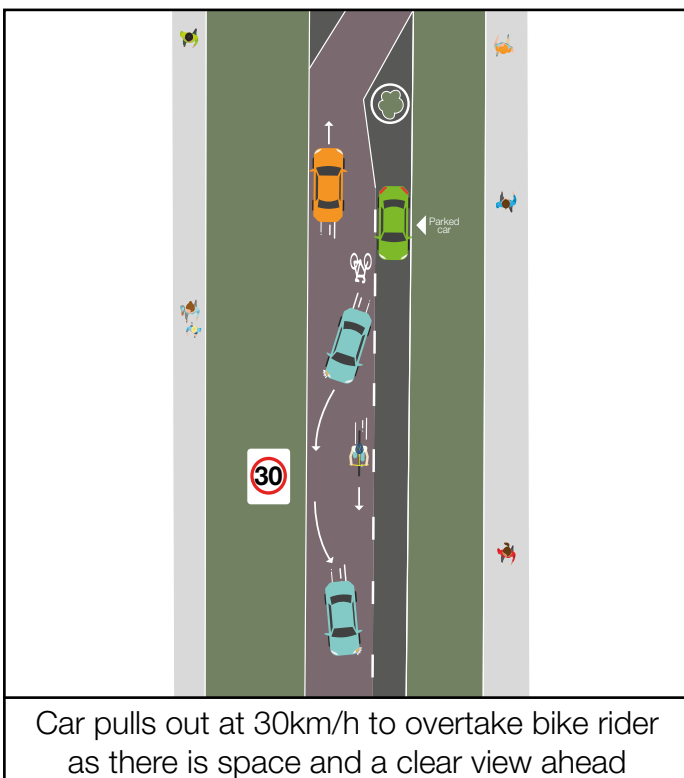 Parked
car
30
Car pulls out at 30km/h to overtake bike rider
as there is space and a clear view ahead